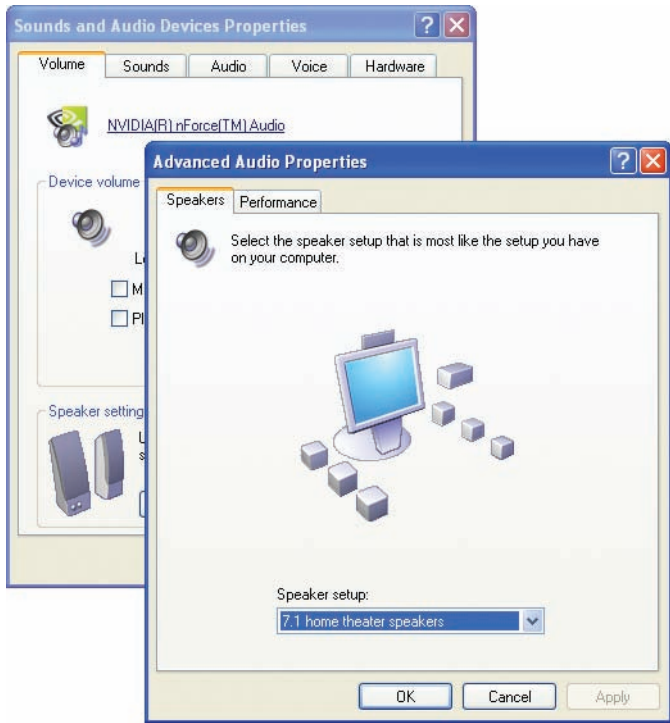 Sounds and Audio Devices Properties
Volume Sounds Audio Voice Hardware
NVIDIA(R) nForce(TM) Audio
Device volume
L
M
Pl
Speaker setting
U
s
Advanced Audio Properties
Speakers Performance
Select the speaker setup that is most like the setup you have
on your computer.
Speaker setup:
7.1 home theater speakers
OK Cancel Apply